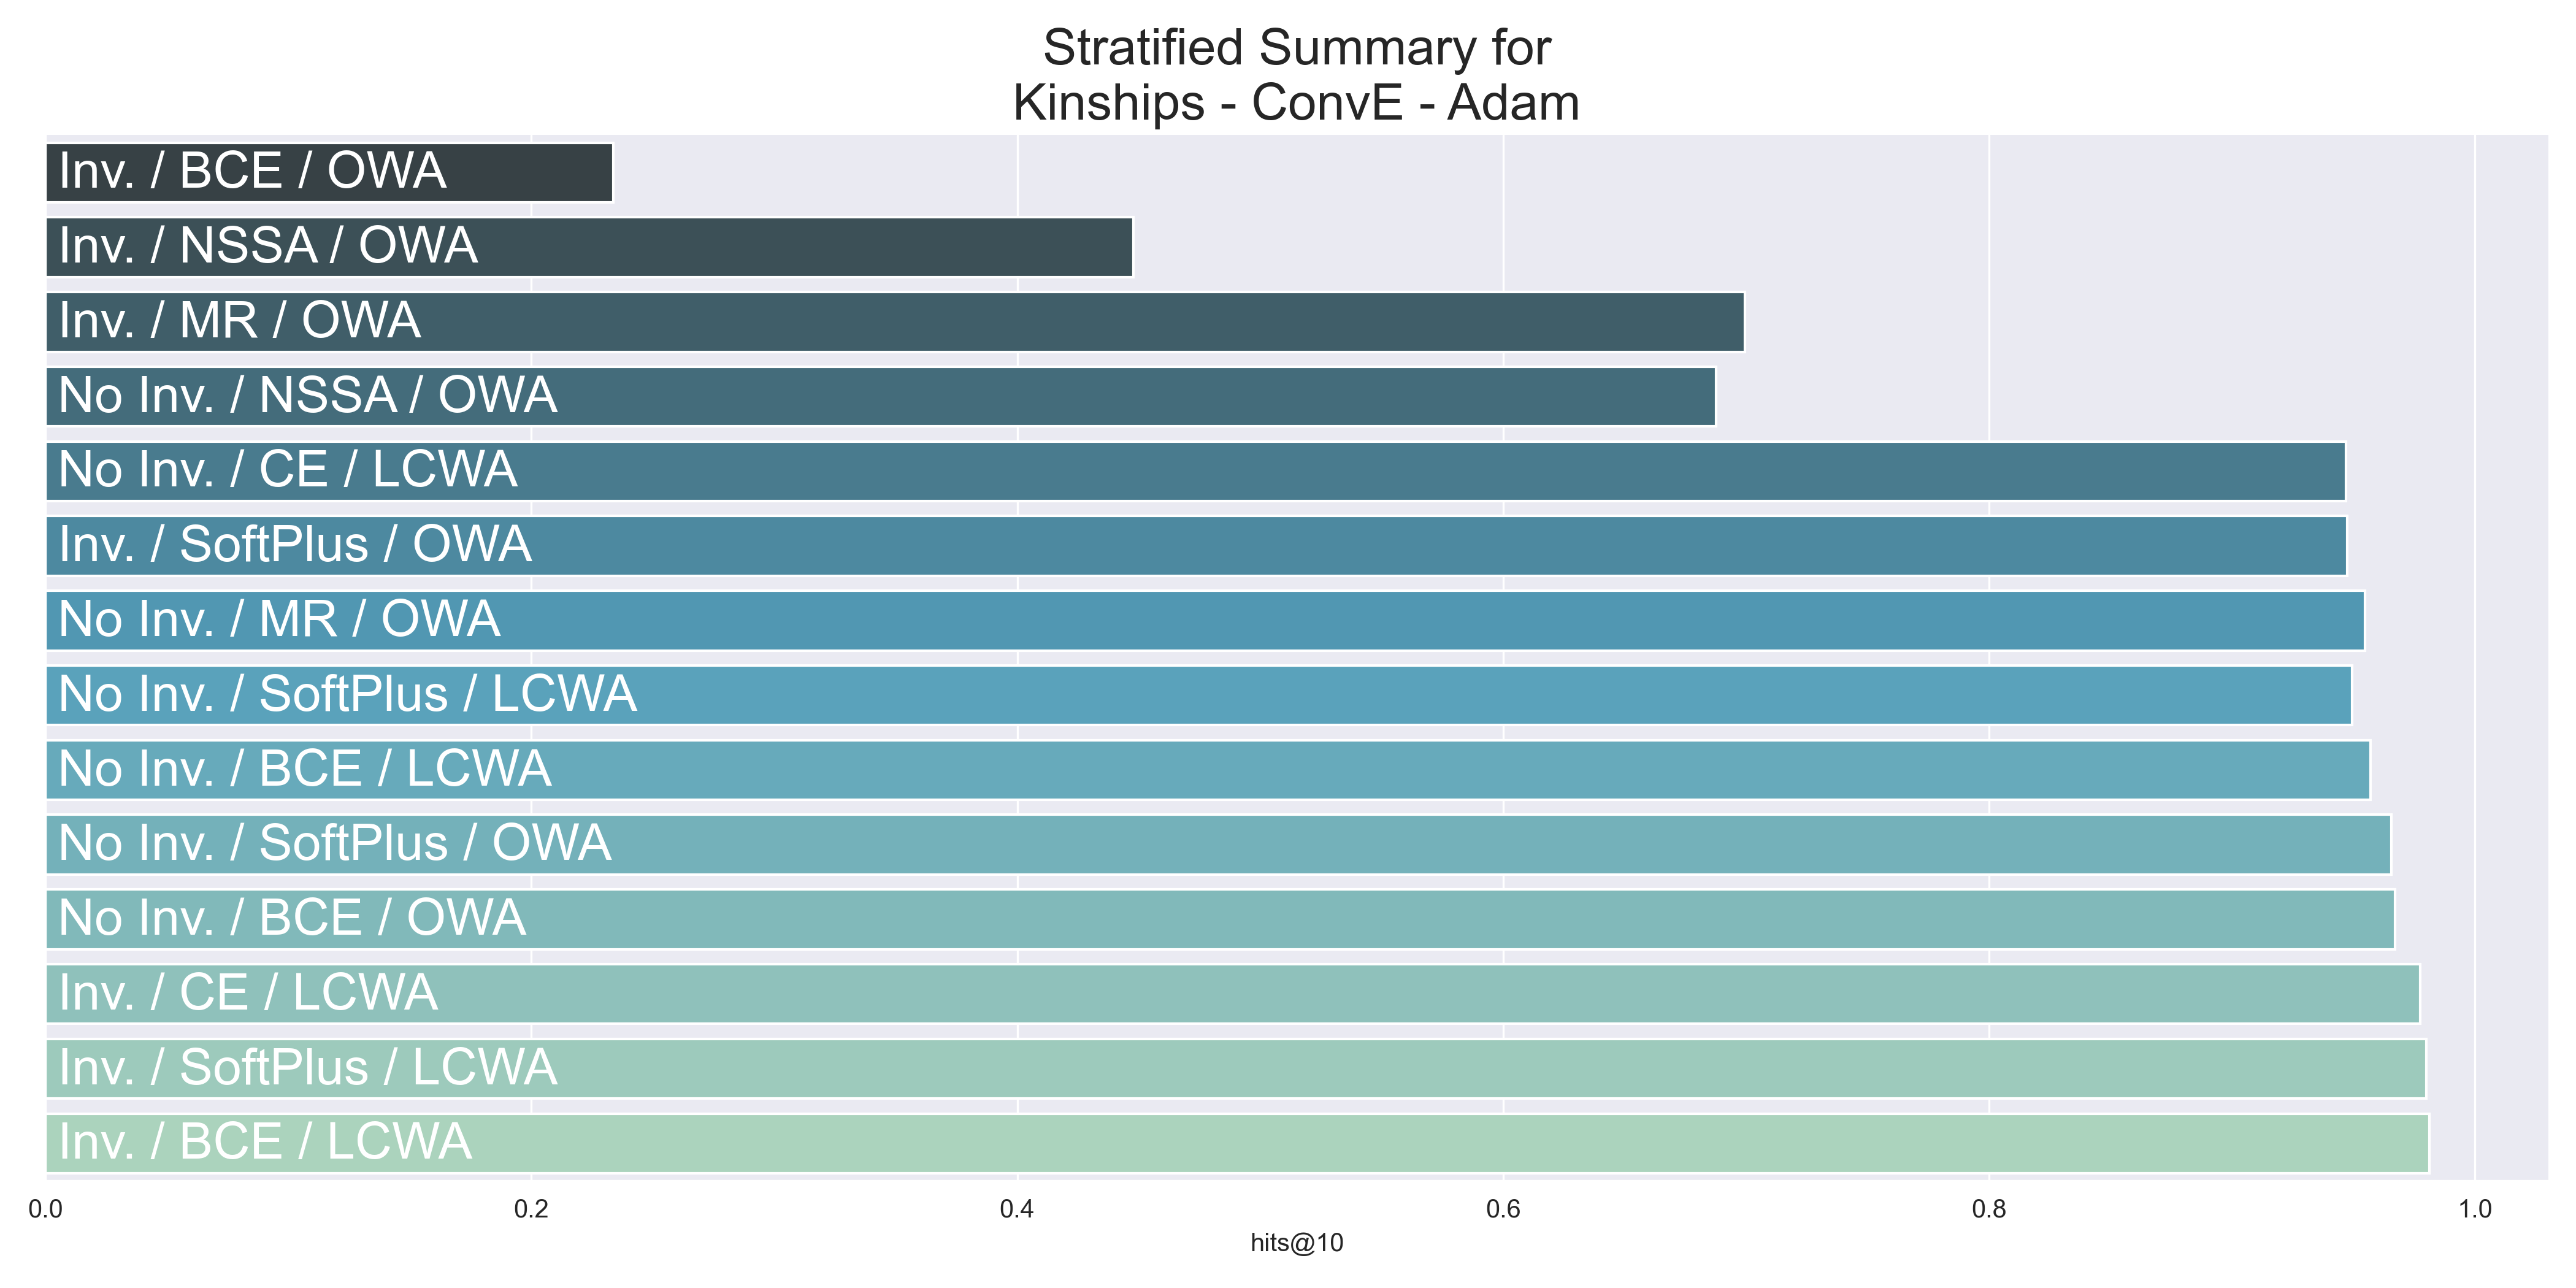 Stratified Summary for
Kinships - ConvE - Adam
Inv. / BCE / OWA
Inv. / NSSA / OWA
Inv. / MR / OWA
No Inv. / NSSA / OWA
No Inv. / CE / LCWA
Inv. / SoftPlus / OWA
No Inv. / MR / OWA
No Inv. / SoftPlus / LCWA
No Inv. / BCE / LCWA
No Inv. / SoftPlus / OWA
No Inv. / BCE / OWA
Inv. / CE / LCWA
Inv. / SoftPlus / LCWA
Inv. / BCE / LCWA
0.0 0.2 0.4 0.6 0.8 1.0
hits@10